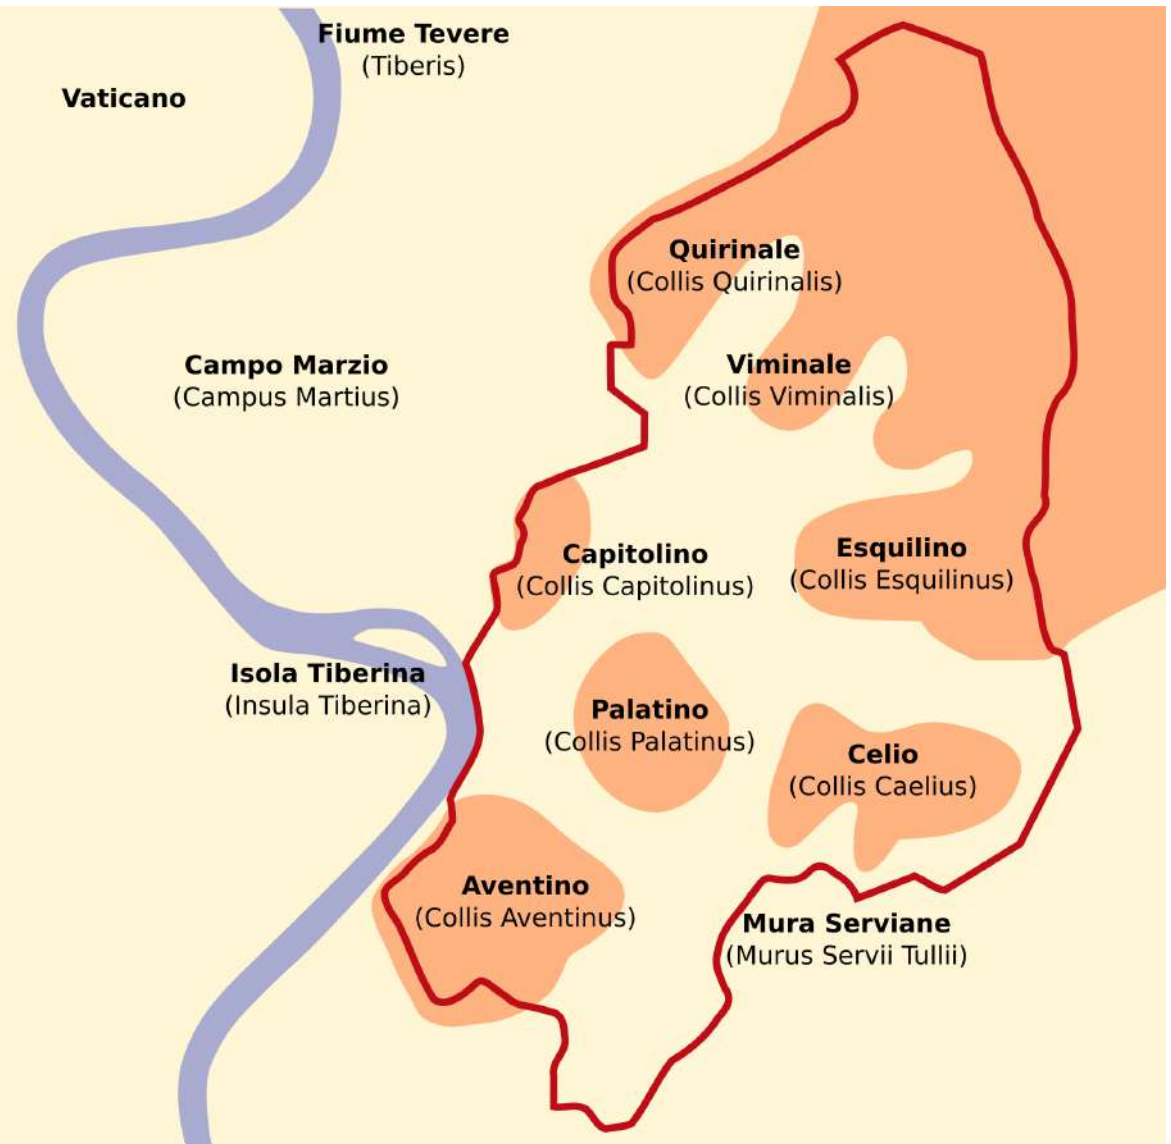 Fiume Tevere
(Tiberis)
Vaticano
Quirinale
(Collis Quirinalis)
Campo Marzio
(Campus Martius)
Viminale
(Collis Viminalis)
Capitolino
(Collis Capitolinus)
Esquilino
(Collis Esquilinus)
Isola Tiberina
(Insula Tiberina)
Palatino
(Collis Palatinus)
Celio
(Collis Caelius)
Aventino
(Collis Aventinus)
Mura Serviane
(Murus Servii Tullii)